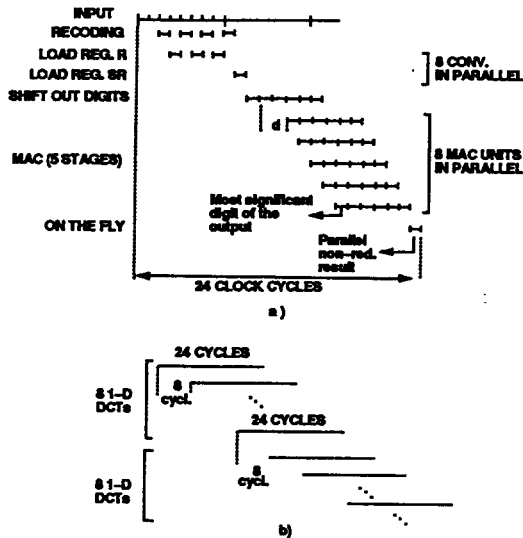 INPUT
RECODING
LOAD REG. R
LOAD REG. SR
8 CONV.
IN PARALLEL
SHIFT OUT DIGITS
d
MAC (5 STAGES)
8 MAC UNITS
IN PARALLEL
Most significant
digit of the
output
ON THE FLY
Parallel
non-red.
result
24 CLOCK CYCLES
a )
24 CYCLES
8
cycl.
8 1-D
DCTs
24 CYCLES
8
cycl.
8 1-D
DCTs
b)